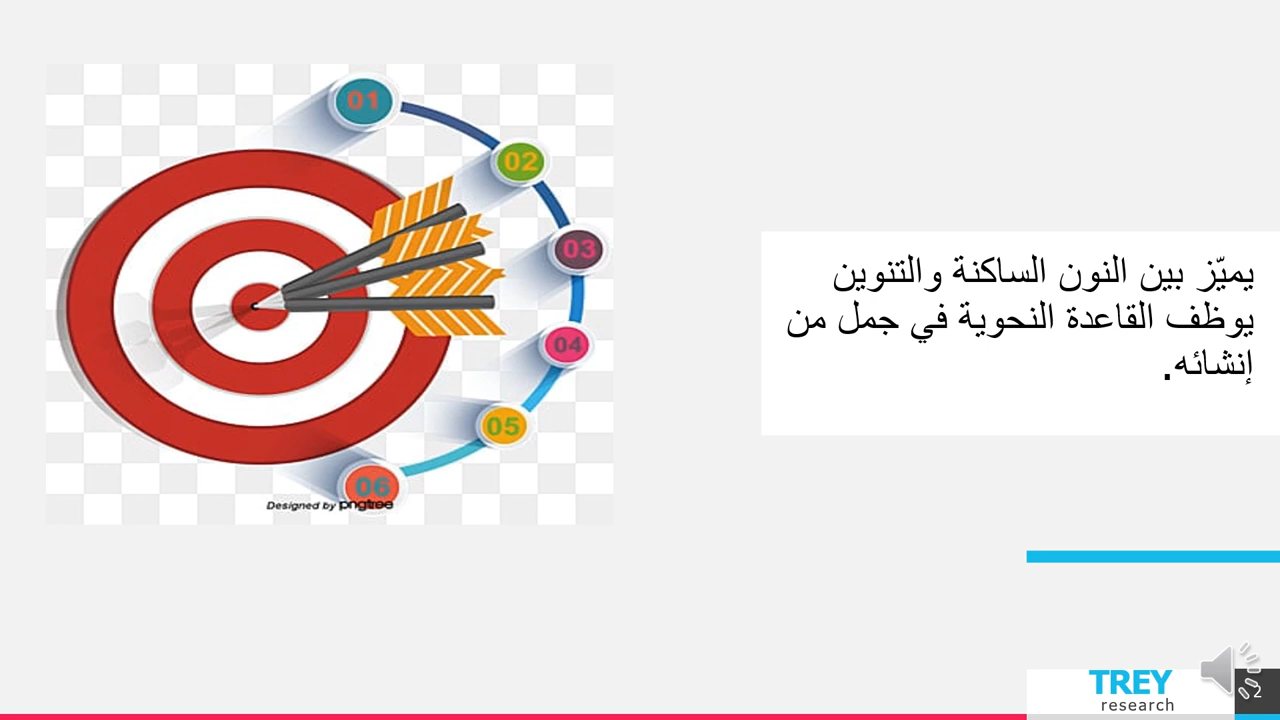 يميّز بين النون الساكنة والتنوين
يوظف القاعدة النحوية في جمل من
إنشائه.
01
02
03
04
05
06
Designed by pngtree
TREY
research
2